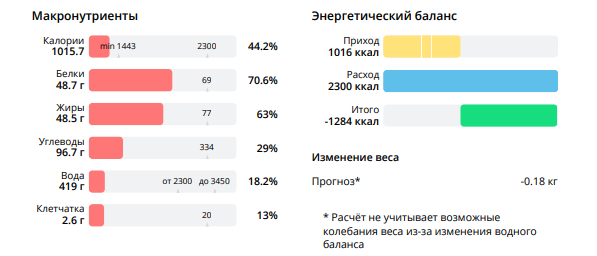 Макронутриенты
Калории
1015.7
min 1443
2300
44.2%
Белки
48.7 г
69
70.6%
Жиры
48.5 г
77
63%
Углеводы
96.7 г
334
29%
Вода
419 г
от 2300 до 3450
18.2%
Клетчатка
2.6 г
20
13%
Энергетический баланс
Приход
1016 ккал
Расход
2300 ккал
Итого
-1284 ккал
Изменение веса
Прогноз*
-0.18 кг
* Расчёт не учитывает возможные
колебания веса из-за изменения водного
баланса